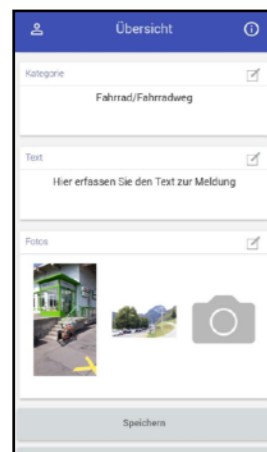 Übersicht
Kategorie
Fahrrad/Fahrradweg
Text
Hier erfassen Sie den Text zur Meldung
Fotos
Speichern